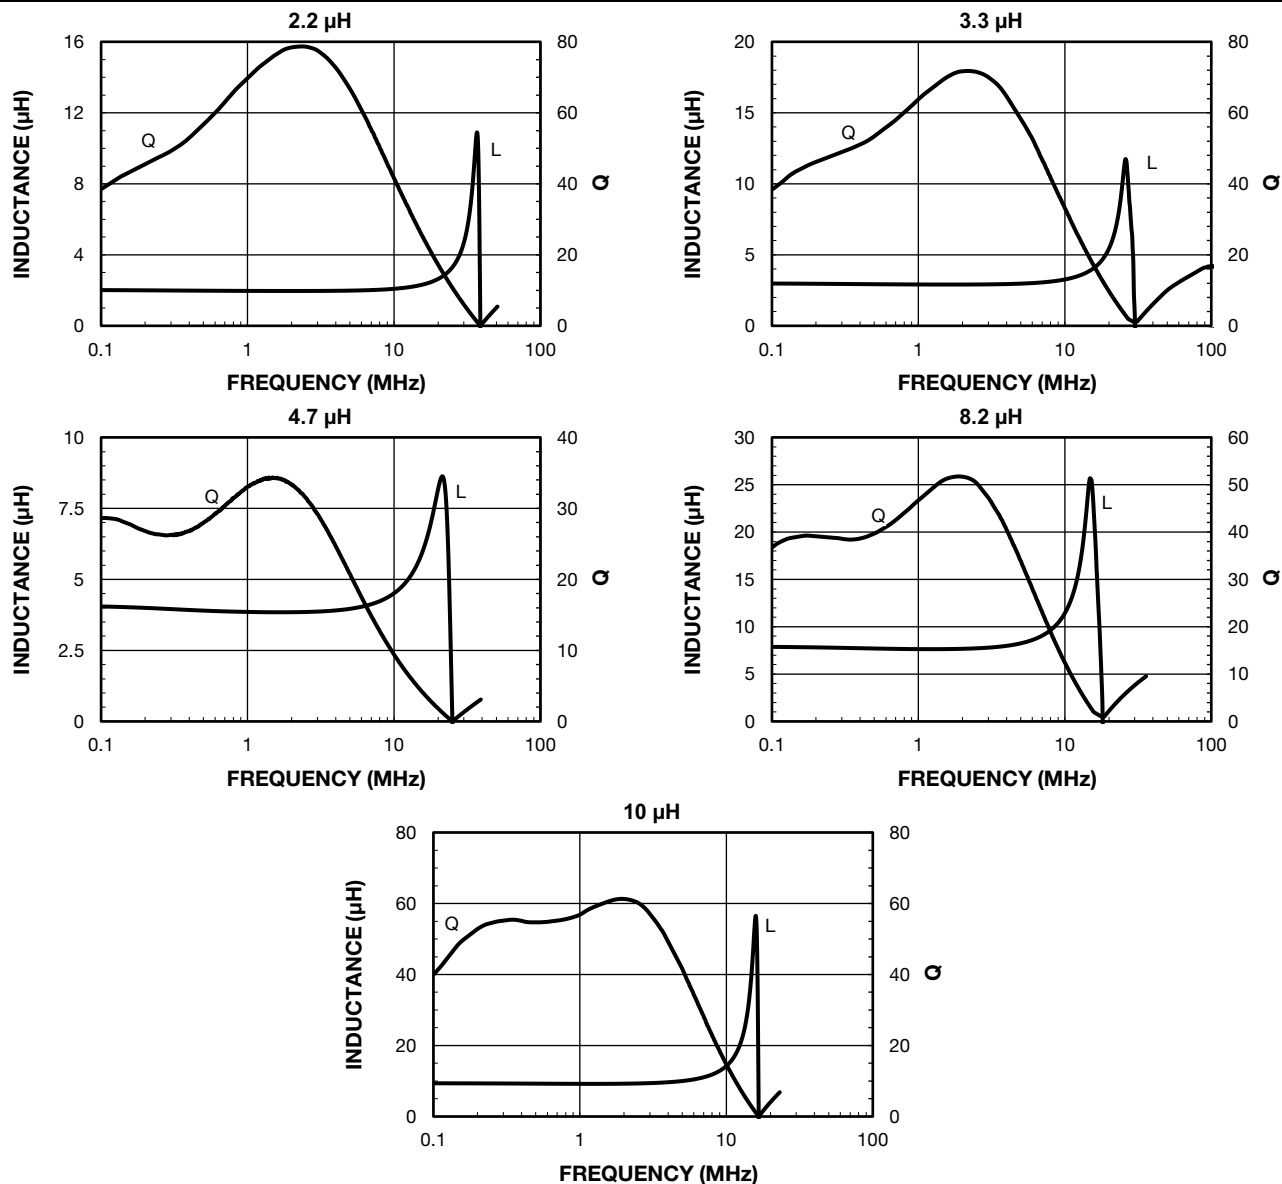 2.2 µH
INDUCTANCE (µH)
16
12
8
4
0
80
60
40
20
0
Q
Q
L
0.1
1
10
100
FREQUENCY (MHz)
3.3 µH
INDUCTANCE (µH)
20
15
10
5
0
80
60
40
20
0
Q
Q
L
0.1
1
10
100
FREQUENCY (MHz)
4.7 µH
INDUCTANCE (µH)
10
7.5
5
2.5
0
40
30
20
10
0
Q
Q
L
0.1
1
10
100
FREQUENCY (MHz)
8.2 µH
INDUCTANCE (µH)
30
25
20
15
10
5
0
60
50
40
30
20
10
0
Q
Q
L
0.1
1
10
100
FREQUENCY (MHz)
10 µH
INDUCTANCE (µH)
80
60
40
20
0
80
60
40
20
0
Q
Q
L
0.1
1
10
100
FREQUENCY (MHz)